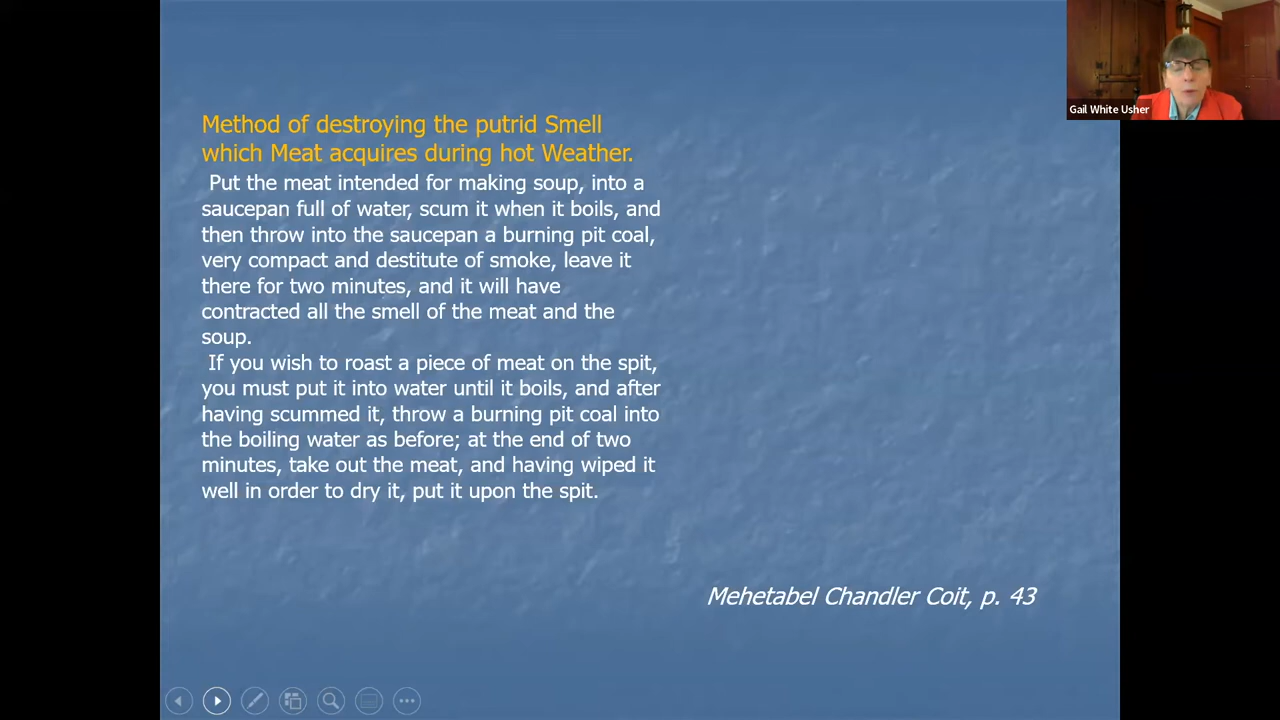 Method of destroying the putrid Smell
which Meat acquires during hot Weather.
Put the meat intended for making soup, into a
saucepan full of water, scum it when it boils, and
then throw into the saucepan a burning pit coal,
very compact and destitute of smoke, leave it
there for two minutes, and it will have
contracted all the smell of the meat and the
soup.
If you wish to roast a piece of meat on the spit,
you must put it into water until it boils, and after
having scummed it, throw a burning pit coal into
the boiling water as before; at the end of two
minutes, take out the meat, and having wiped it
well in order to dry it, put it upon the spit.
Mehetabel Chandler Coit, p. 43
Gail White Usher